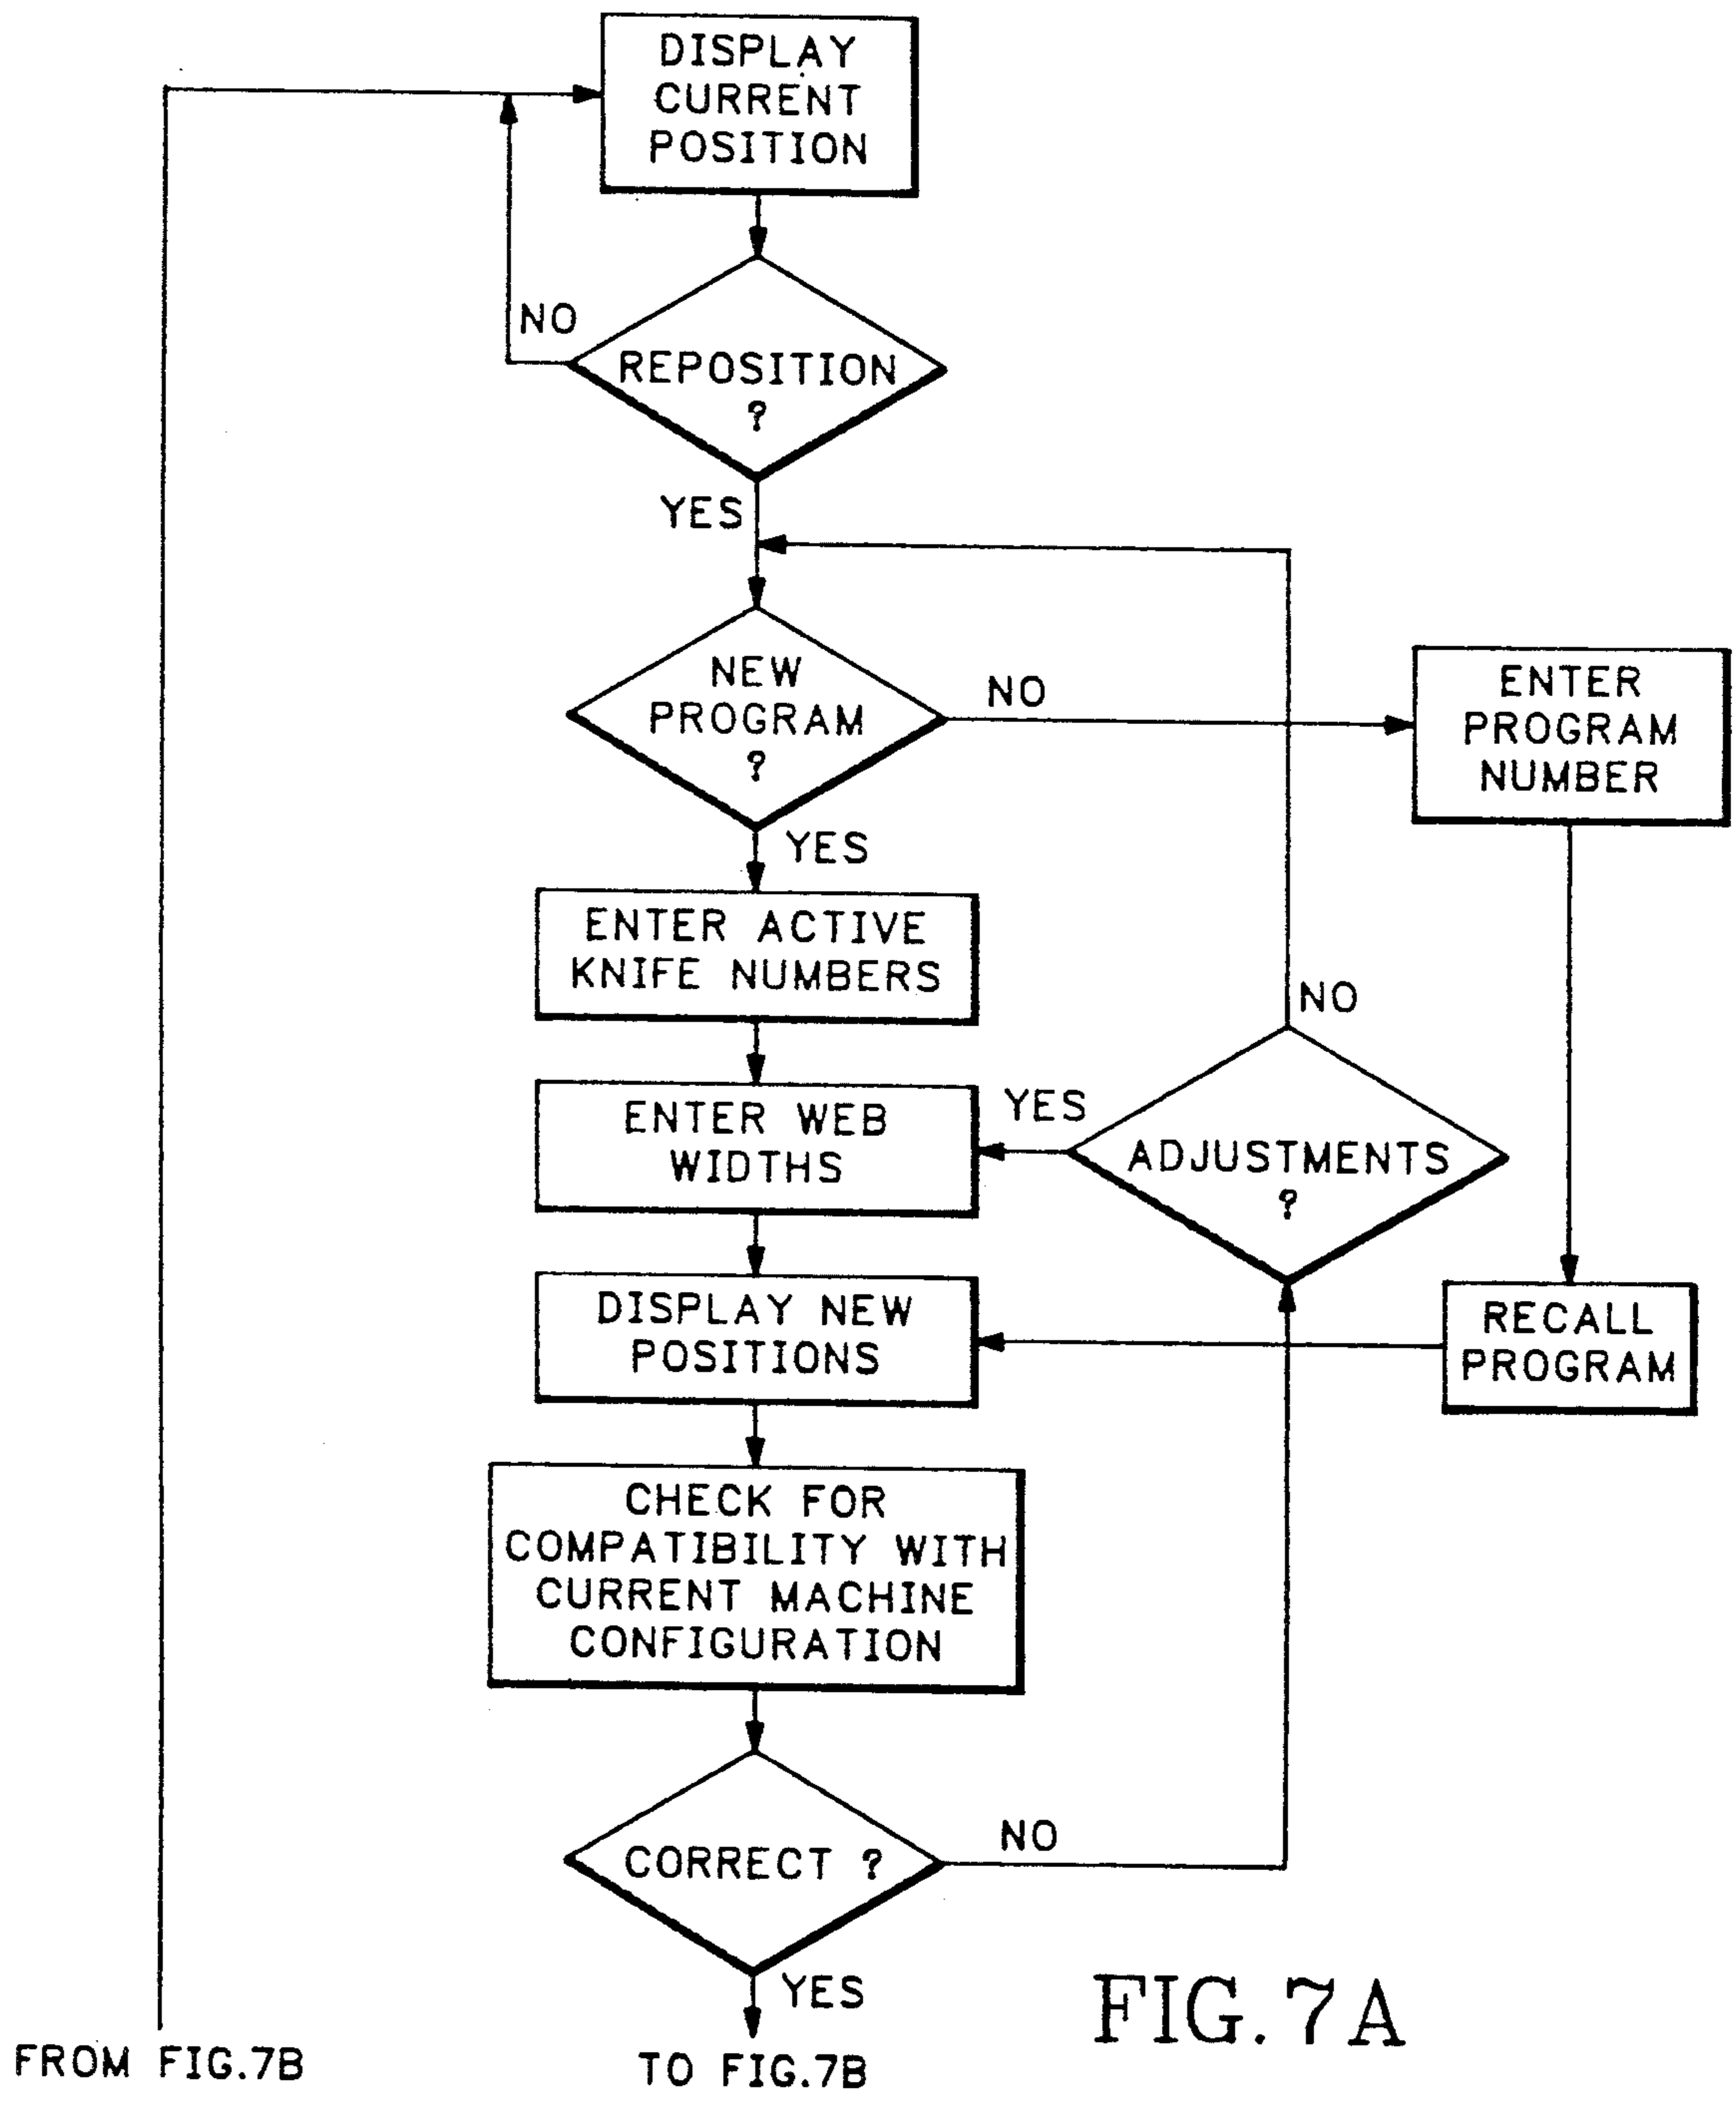 DISPLAY
CURRENT
POSITION
NO
REPOSITION
?
YES
NEW
PROGRAM
?
NO
ENTER
PROGRAM
NUMBER
YES
ENTER ACTIVE
KNIFE NUMBERS
NO
ENTER WEB
WIDTHS
YES
ADJUSTMENTS
?
DISPLAY NEW
POSITIONS
RECALL
PROGRAM
CHECK FOR
COMPATIBILITY WITH
CURRENT MACHINE
CONFIGURATION
CORRECT ?
NO
YES
FROM FIG.7B
TO FIG.7B
FIG.7A